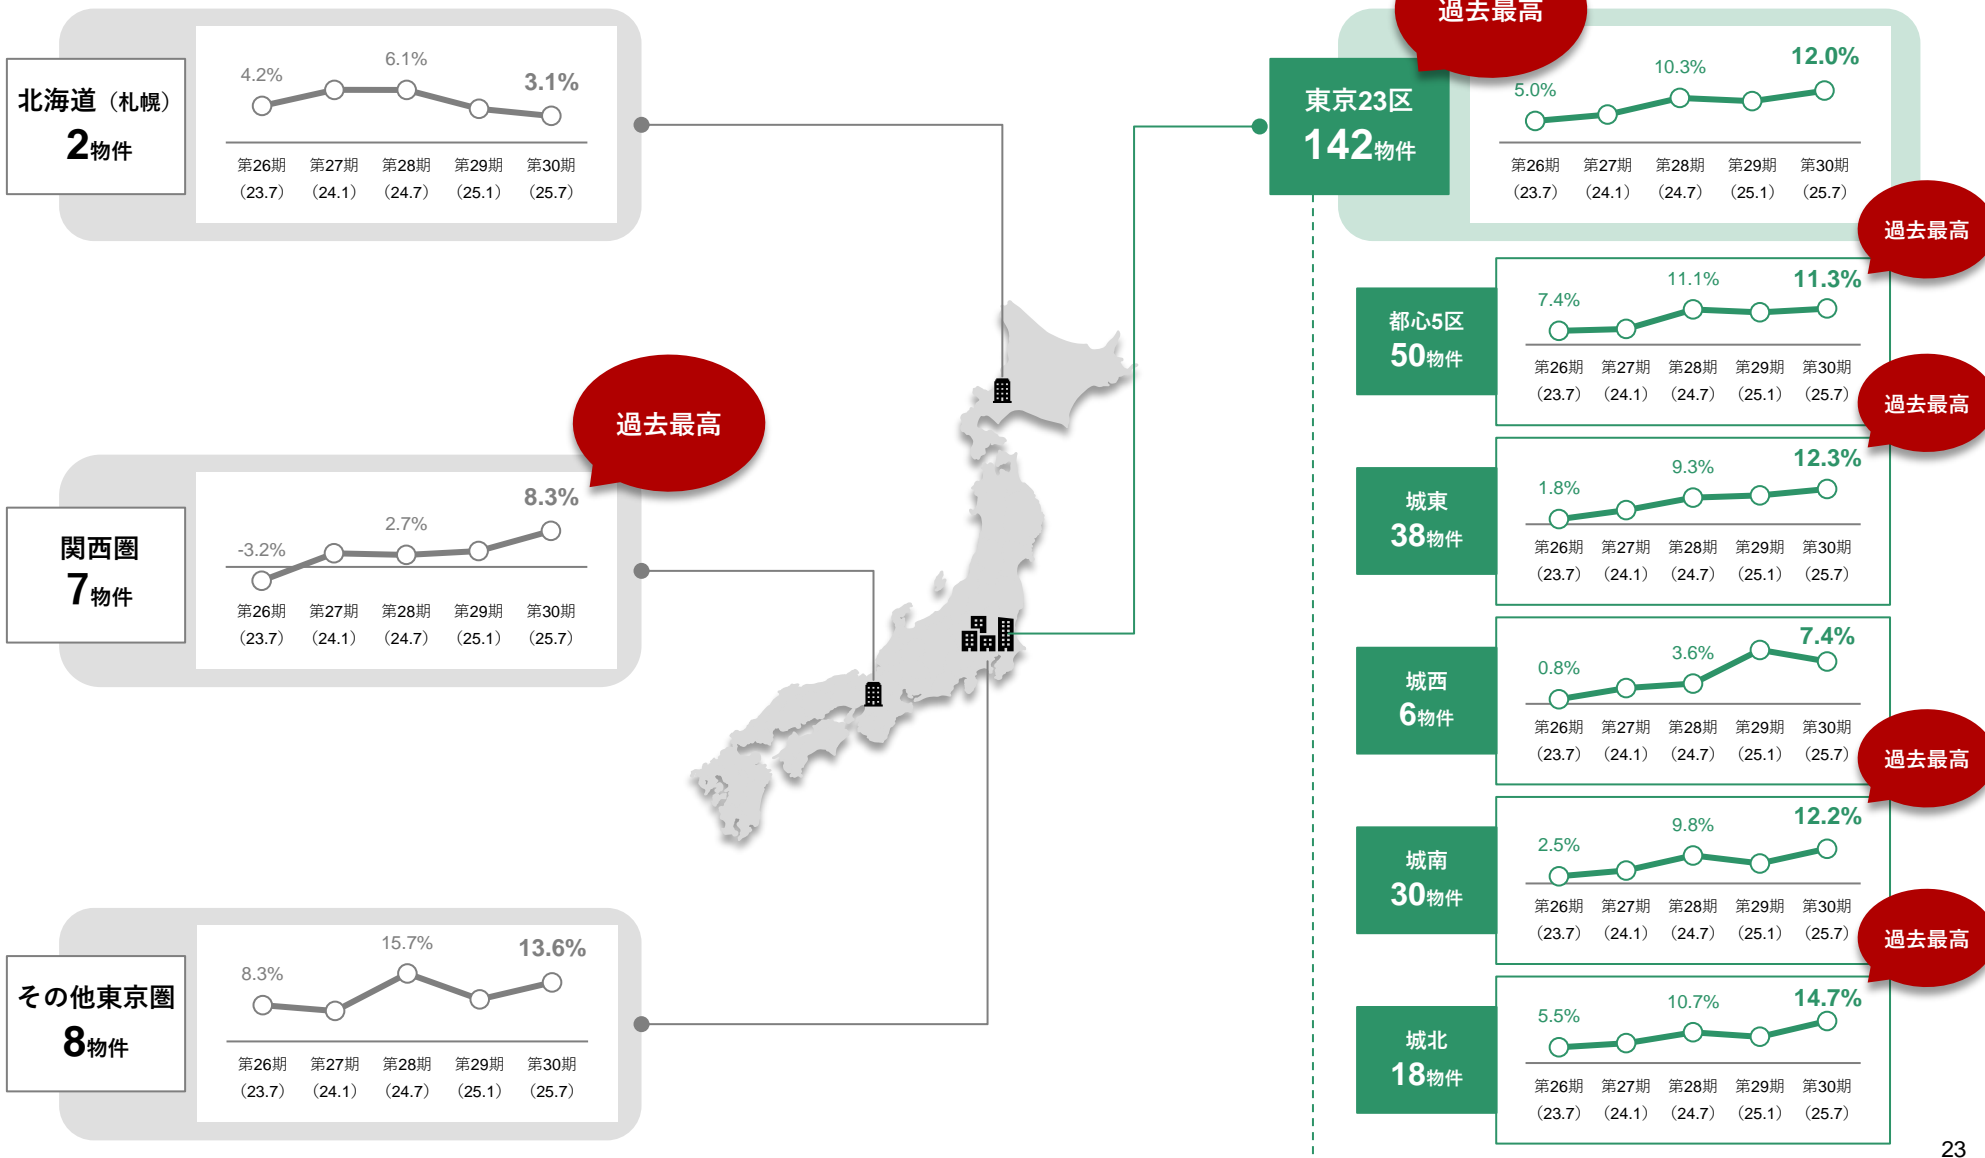 北海道（札幌）
2物件
4.2%
6.1%
3.1%
第26期 第27期 第28期 第29期 第30期
（23.7） （24.1） （24.7） （25.1） （25.7）
関西圏
7物件
過去最高
-3.2%
2.7%
8.3%
第26期 第27期 第28期 第29期 第30期
（23.7） （24.1） （24.7） （25.1） （25.7）
その他東京圏
8物件
8.3%
15.7%
13.6%
第26期 第27期 第28期 第29期 第30期
（23.7） （24.1） （24.7） （25.1） （25.7）
過去最高
東京23区
142物件
5.0%
10.3%
12.0%
第26期 第27期 第28期 第29期 第30期
（23.7） （24.1） （24.7） （25.1） （25.7）
過去最高
都心5区
50物件
7.4%
11.1%
11.3%
第26期 第27期 第28期 第29期 第30期
（23.7） （24.1） （24.7） （25.1） （25.7）
過去最高
城東
38物件
1.8%
9.3%
12.3%
第26期 第27期 第28期 第29期 第30期
（23.7） （24.1） （24.7） （25.1） （25.7）
城西
6物件
0.8%
3.6%
7.4%
第26期 第27期 第28期 第29期 第30期
（23.7） （24.1） （24.7） （25.1） （25.7）
過去最高
城南
30物件
2.5%
9.8%
12.2%
第26期 第27期 第28期 第29期 第30期
（23.7） （24.1） （24.7） （25.1） （25.7）
過去最高
城北
18物件
5.5%
10.7%
14.7%
第26期 第27期 第28期 第29期 第30期
（23.7） （24.1） （24.7） （25.1） （25.7）
23